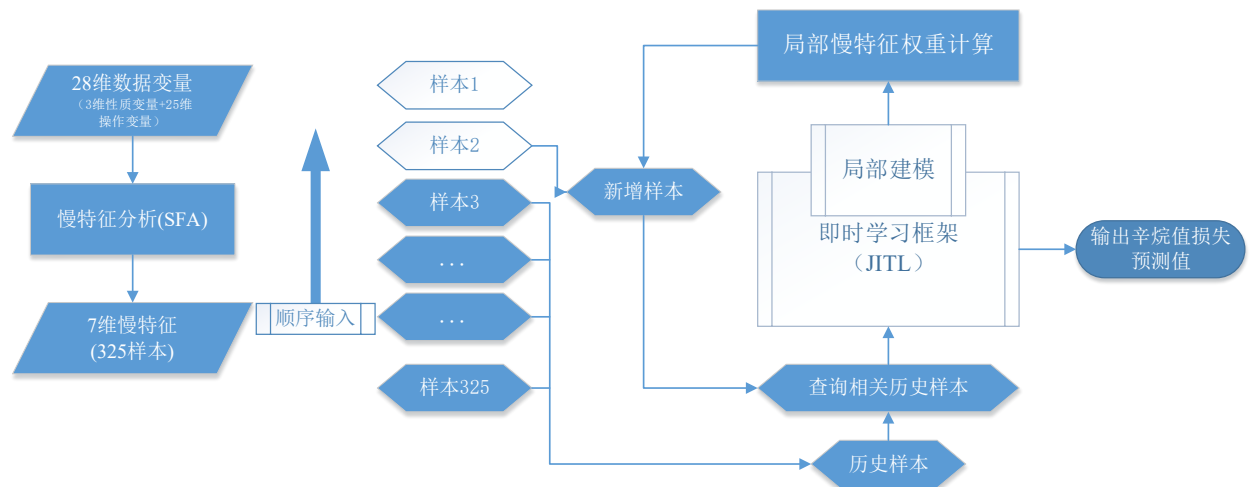 28维数据变量
（3维性质变量+25维
操作变量）
慢特征分析(SFA)
7维慢特征
(325样本)
顺序输入
样本1
样本2
样本3
...
...
样本325
新增样本
局部慢特征权重计算
局部建模
即时学习框架
（JITL）
输出辛烷值损失
预测值
查询相关历史样本
历史样本